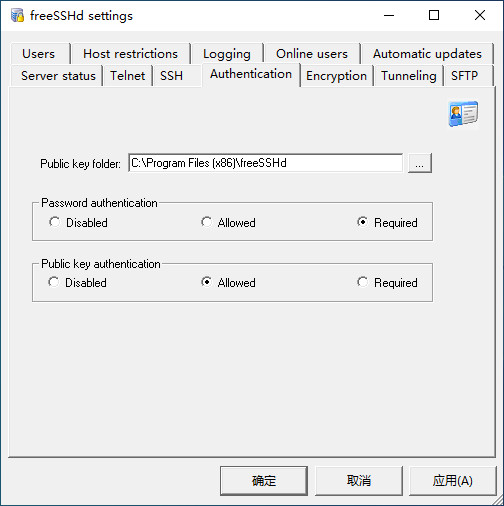 freeSSHd settings
Users Host restrictions Logging Online users Automatic updates
Server status Telnet SSH Authentication Encryption Tunneling SFTP
Public key folder: C:\Program Files (x86)\freeSSHd ...
Password authentication
Disabled Allowed Required
Public key authentication
Disabled Allowed Required
确定 取消 应用(A)